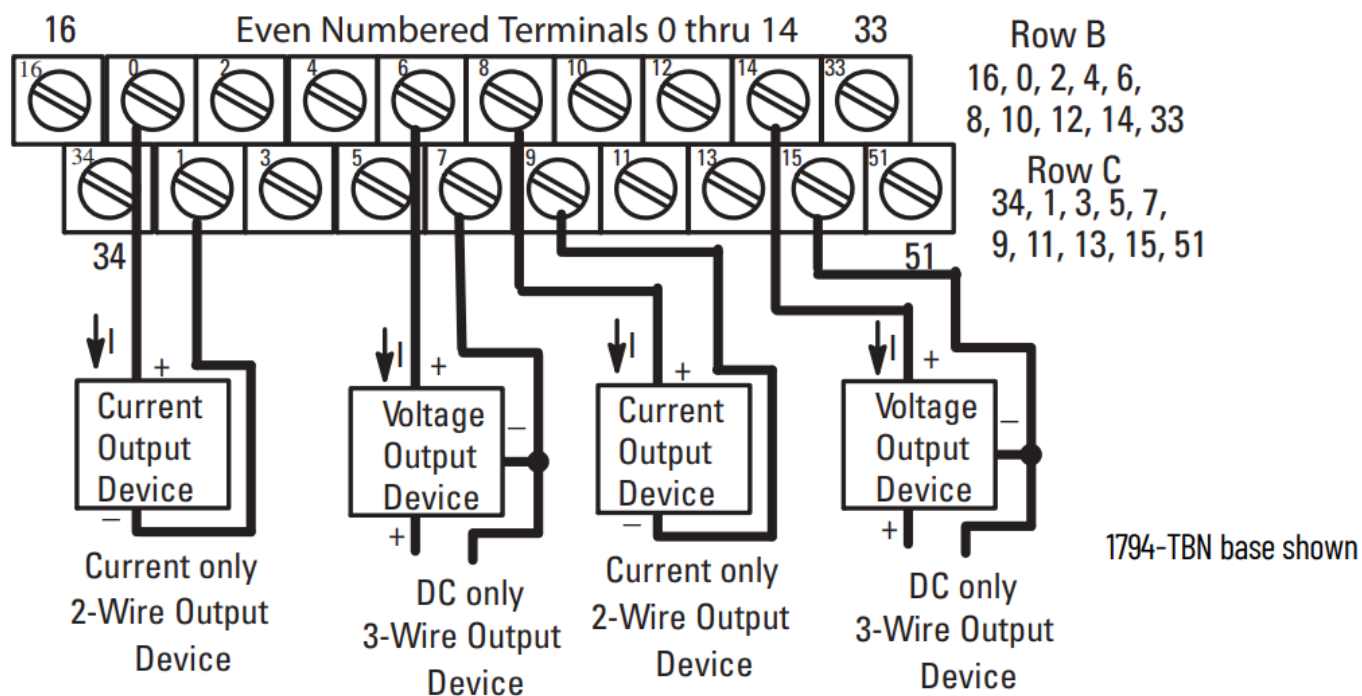 16 Even Numbered Terminals 0 thru 14 33
Row B
16, 0, 2, 4, 6,
8, 10, 12, 14, 33
16 0 2 4 6 8 10 12 14 33
Row C
34, 1, 3, 5, 7,
9, 11, 13, 15, 51
34 1 3 5 7 9 11 13 15 51
34 51
I + I + I + I +
Current
Output
Device
–
Voltage
Output
Device
–
+
Current
Output
Device
–
Voltage
Output
Device
–
+
Current only
2-Wire Output
Device
DC only
3-Wire Output
Device
Current only
2-Wire Output
Device
DC only
3-Wire Output
Device
1794-TBN base shown